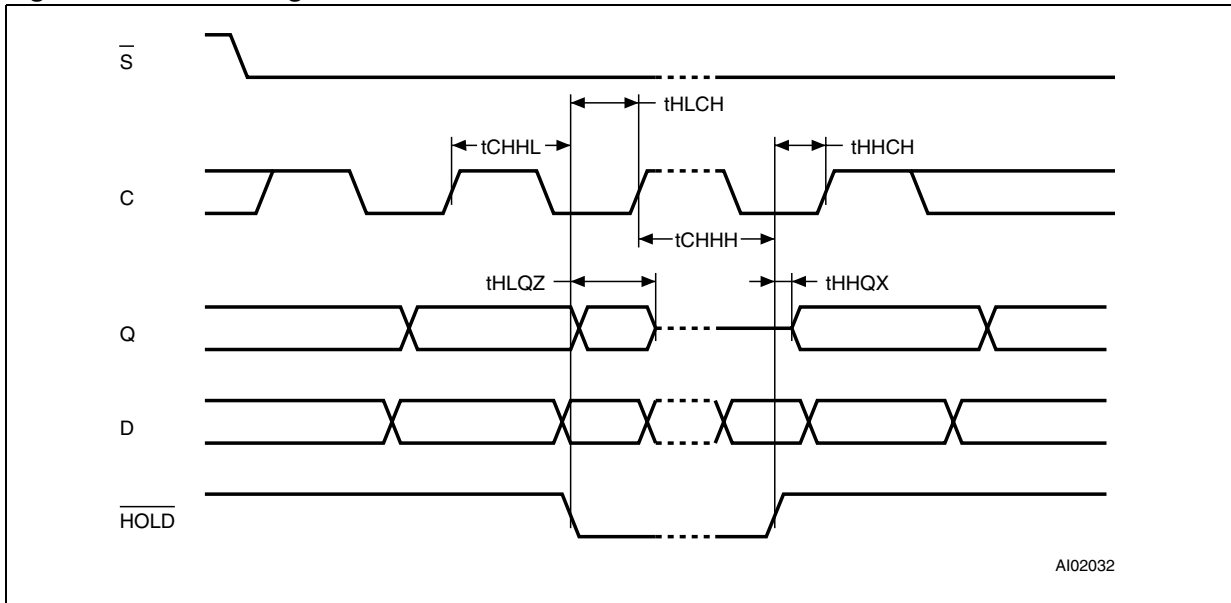 S
tHLCH
tCHHL
tHHCH
C
tCHHH
tHLQZ
tHHQX
Q
D
HOLD
AI02032